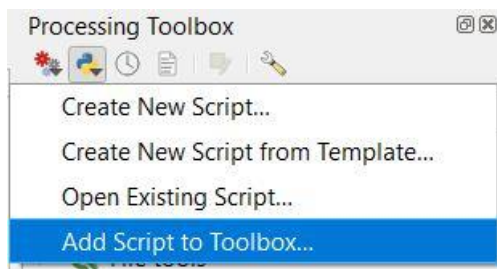 Processing Toolbox
Create New Script...
Create New Script from Template...
Open Existing Script...
Add Script to Toolbox...